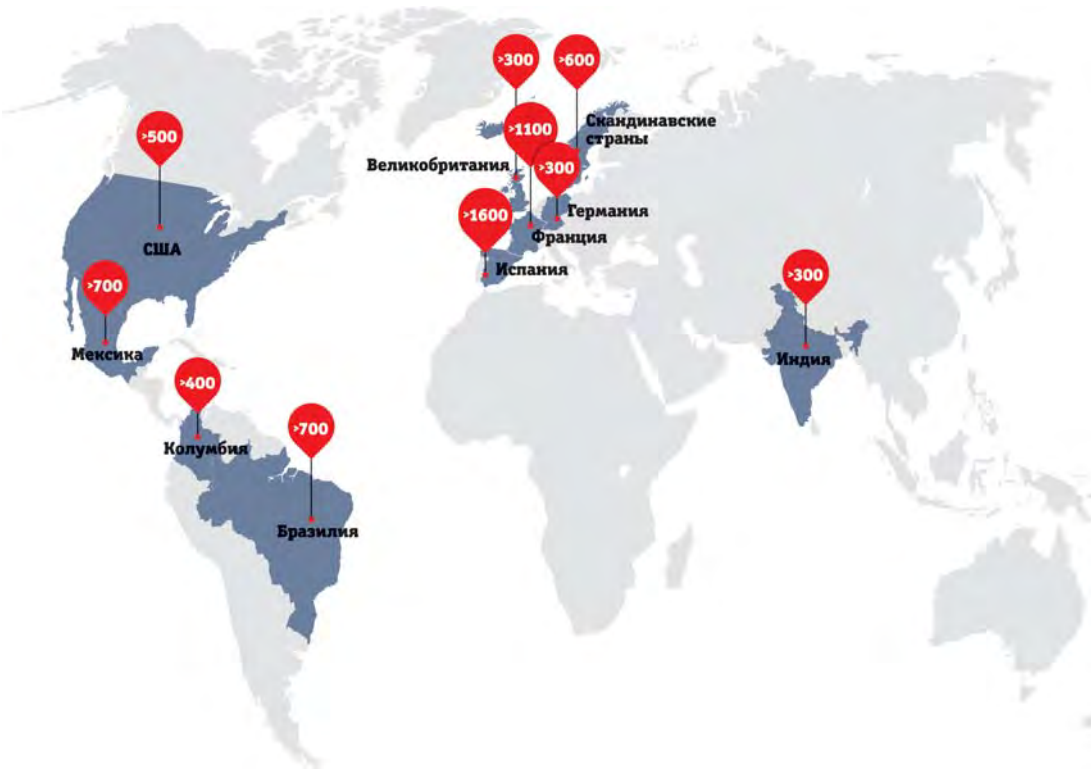 >300
>600
>500
>1100
Скандинавские
страны
Великобритания
>300
>1600
Германия
Франция
США
Испания
>700
>300
Мексика
Индия
>400
Колумбия
>700
Бразилия